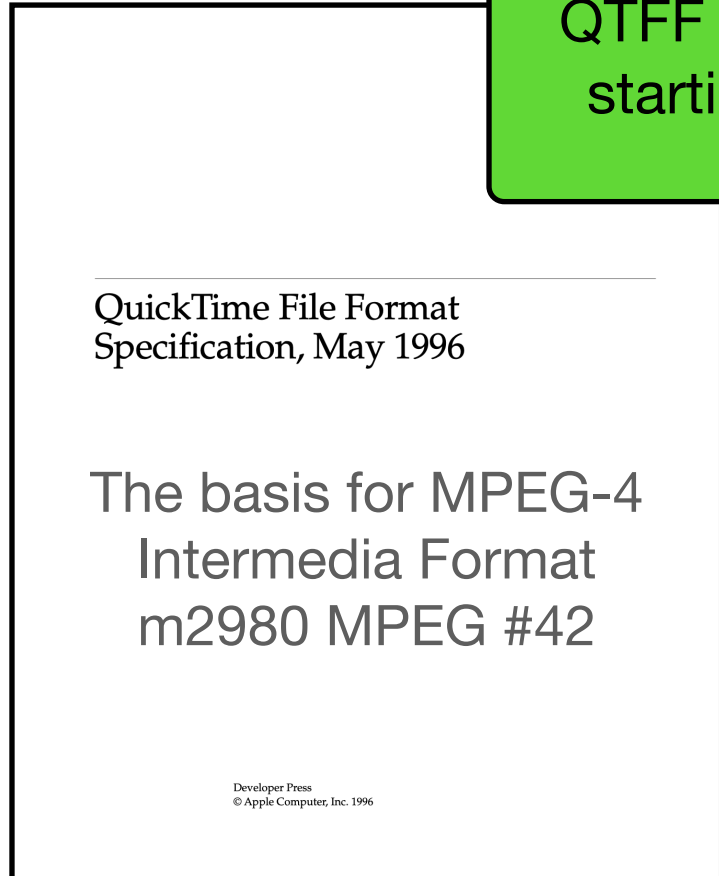 QTFF
starti
QuickTime File Format
Specification, May 1996
The basis for MPEG-4
Intermedia Format
m2980 MPEG #42
Developer Press
© Apple Computer, Inc. 1996